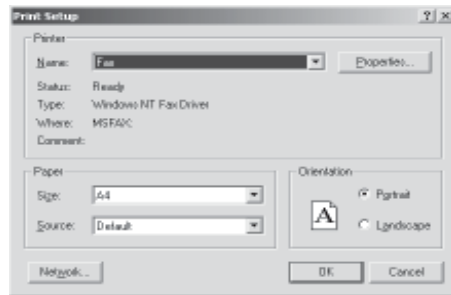 Print Setup
Printer
Name: Fax Properties...
Status: Ready
Type: Windows NT Fax Driver
Where: MSFAX:
Comment:
Paper
Size: A4
Source: Default
Orientation
A
Portrait
Landscape
Network... OK Cancel